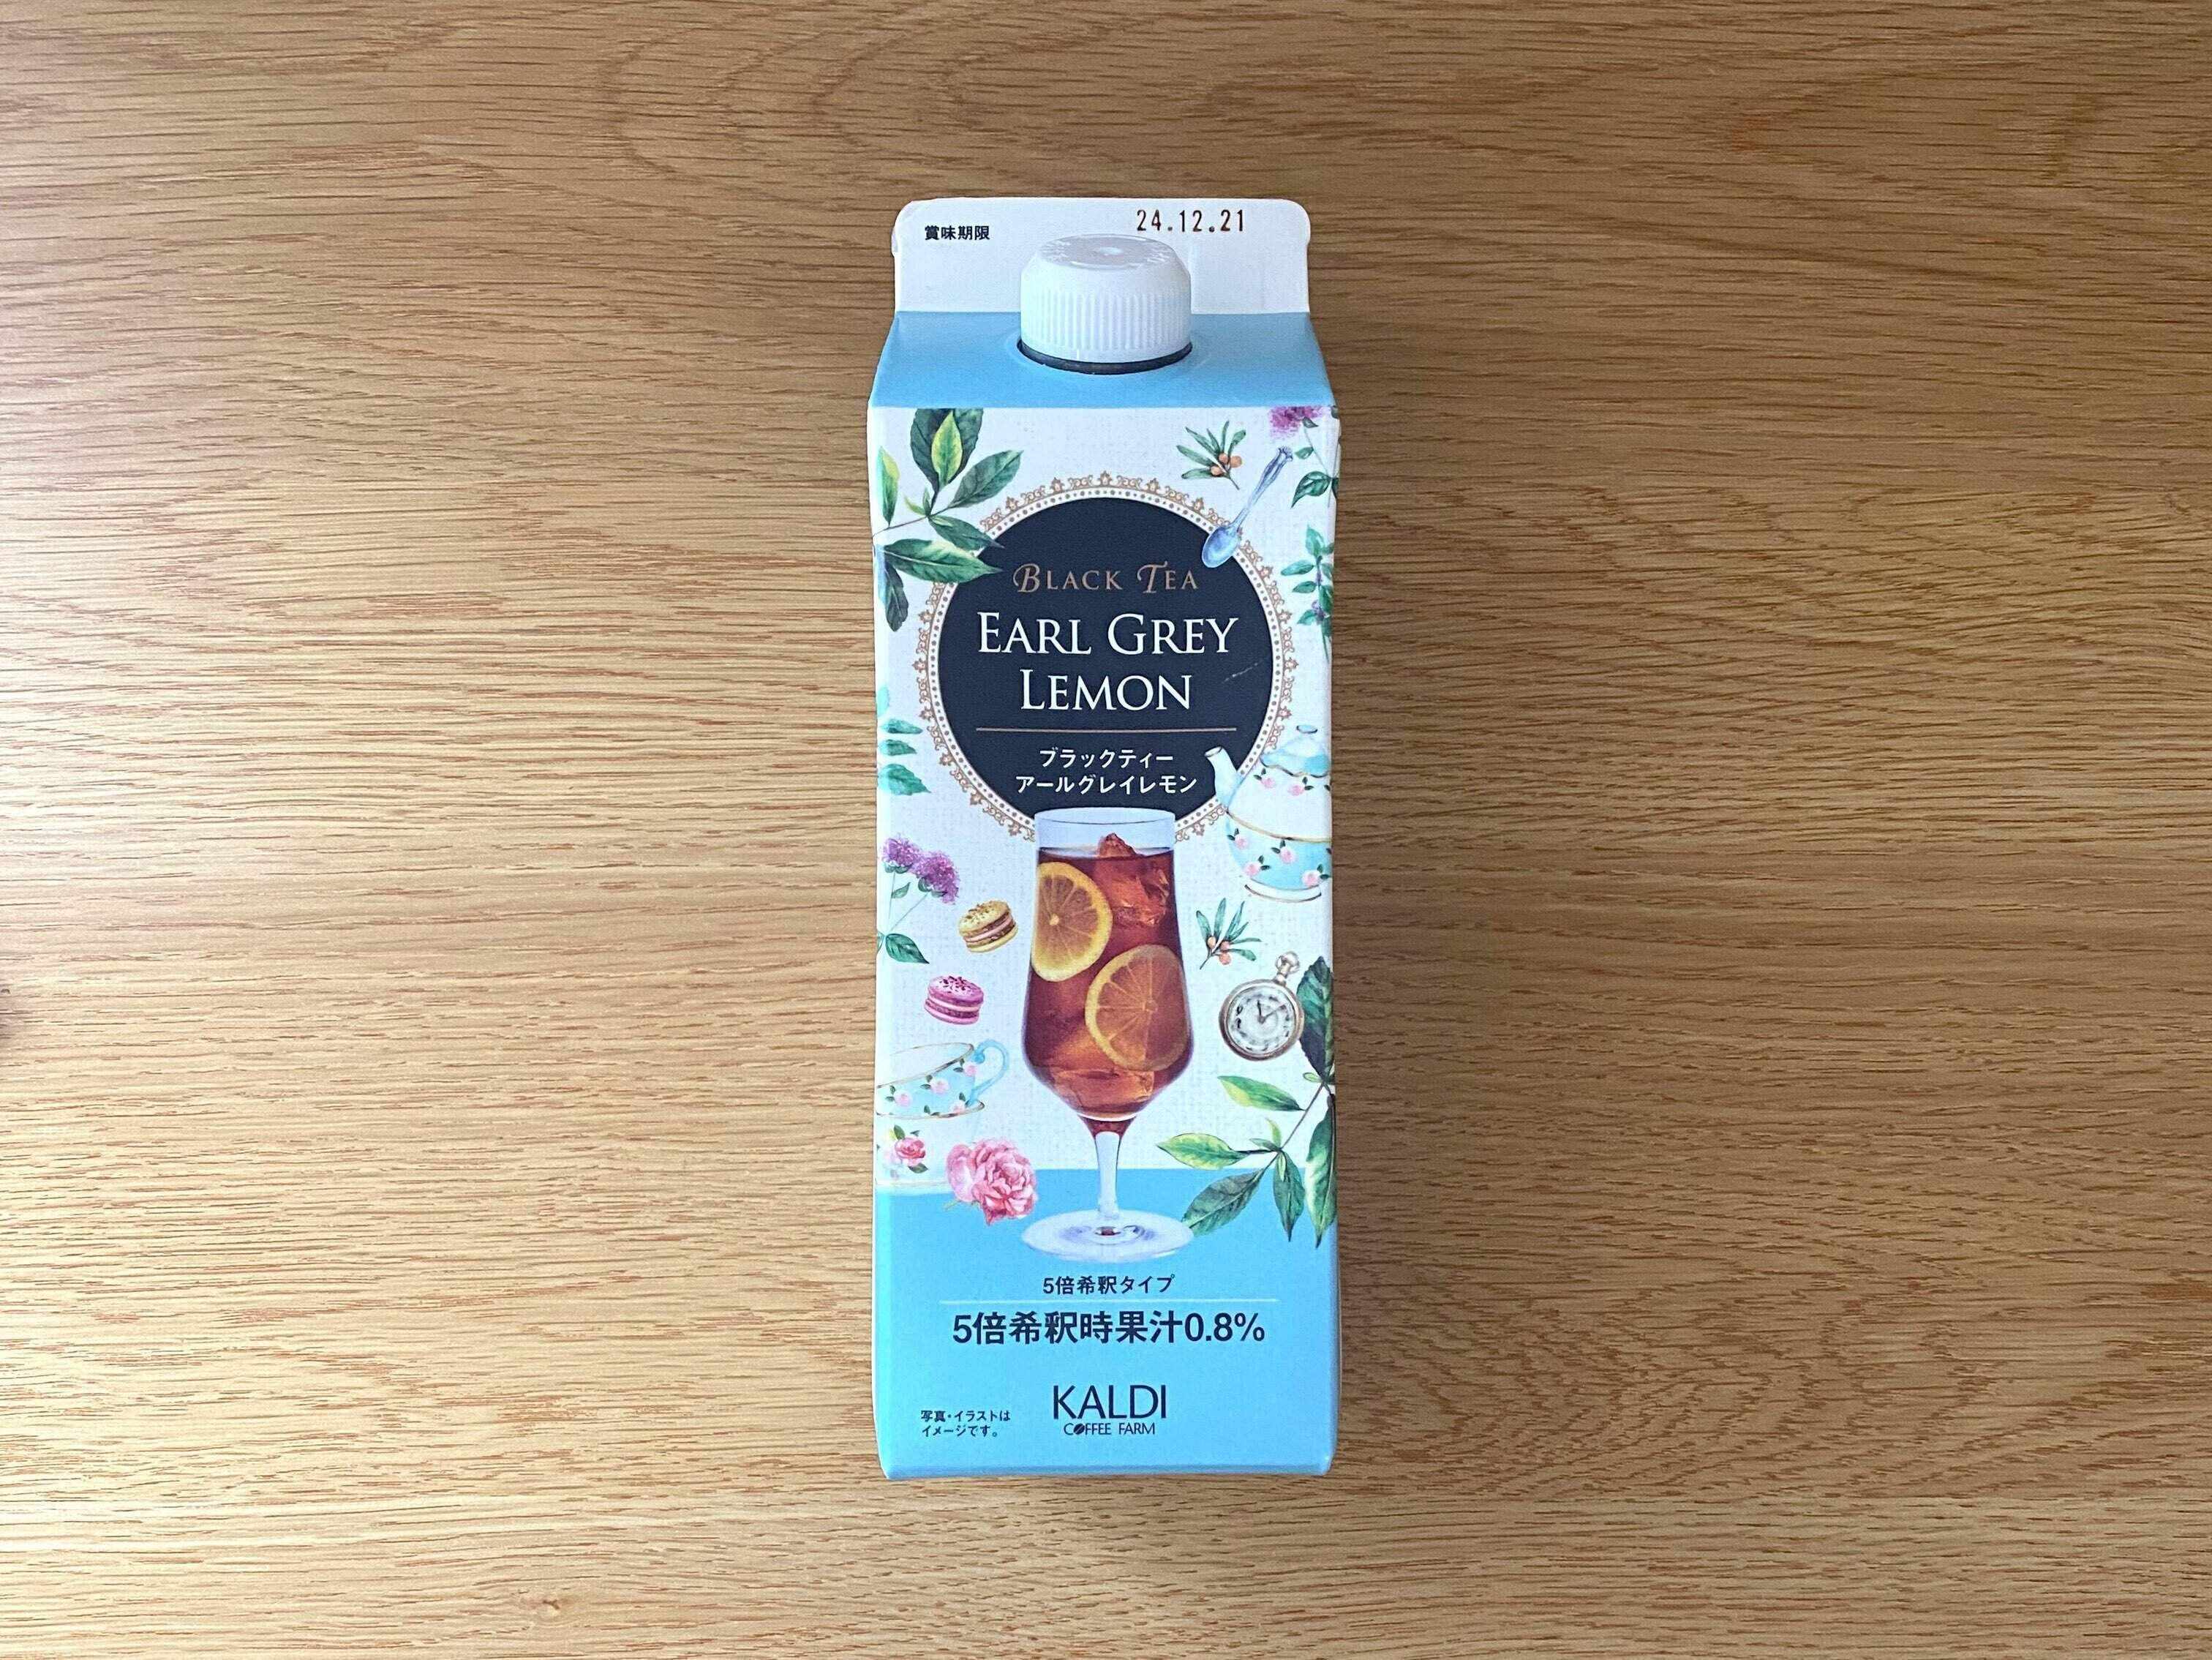 賞味期限
24.12.21
BLACK TEA
EARL GREY
LEMON
ブラックティー
アールグレイレモン
5倍希釈タイプ
5倍希釈時果汁0.8%
KALDI
COFFEE FARM
写真・イラストは
イメージです。